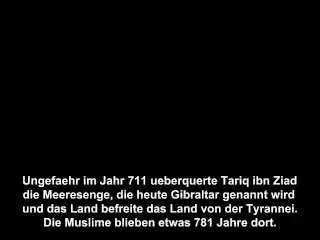 Ungefaehr im Jahr 711 ueberquerte Tariq ibn Ziad
die Meeresenge, die heute Gibraltar genannt wird
und das Land befreite das Land von der Tyrannei.
Die Muslime blieben etwas 781 Jahre dort.